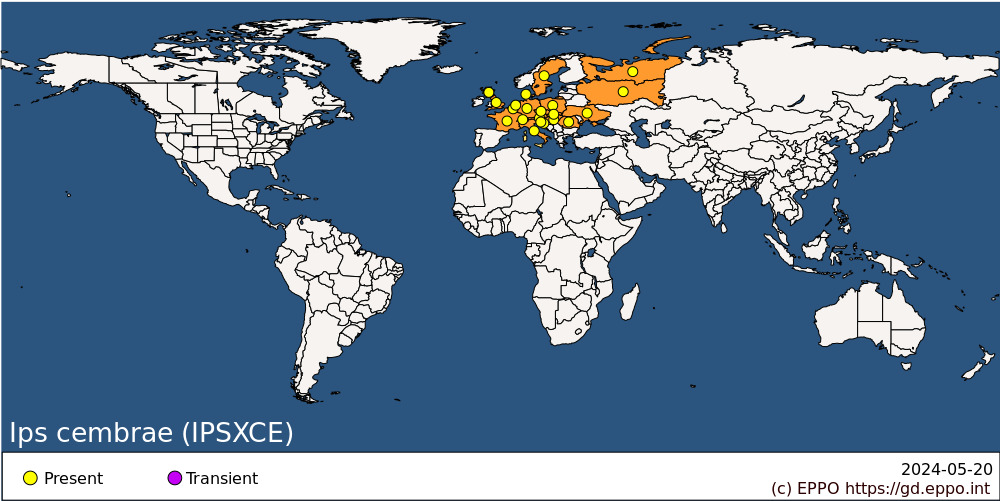 Ips cembrae (IPSXCE)
Present
Transient
2024-05-20
(c) EPPO https://gd.eppo.int